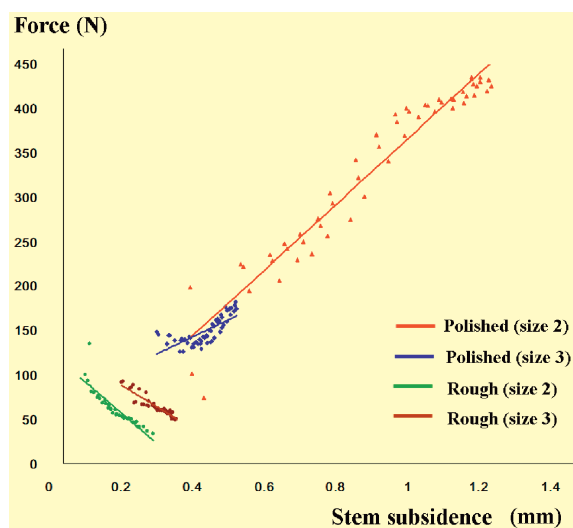 Force (N)
450
400
350
300
250
200
150
100
50
0
Polished (size 2)
Polished (size 3)
Rough (size 2)
Rough (size 3)
0 0.2 0.4 0.6 0.8 1 1.2 1.4
Stem subsidence (mm)